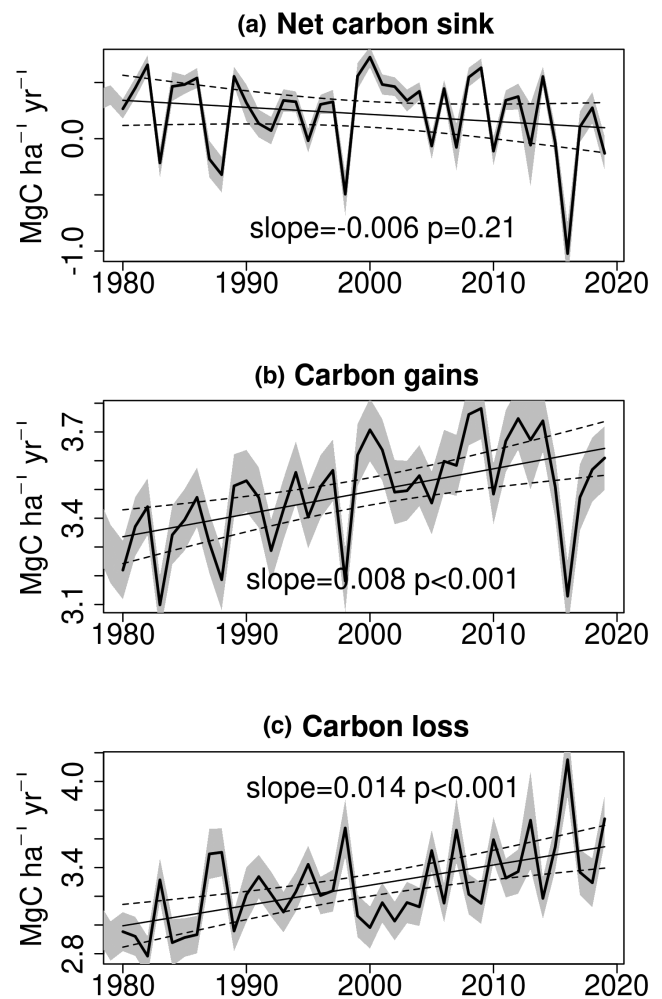 (a) Net carbon sink
MgC ha⁻¹ yr⁻¹
0.0
-1.0
slope=-0.006 p=0.21
1980 1990 2000 2010 2020
(b) Carbon gains
MgC ha⁻¹ yr⁻¹
3.7
3.4
3.1
slope=0.008 p<0.001
1980 1990 2000 2010 2020
(c) Carbon loss
MgC ha⁻¹ yr⁻¹
4.0
3.4
2.8
slope=0.014 p<0.001
1980 1990 2000 2010 2020